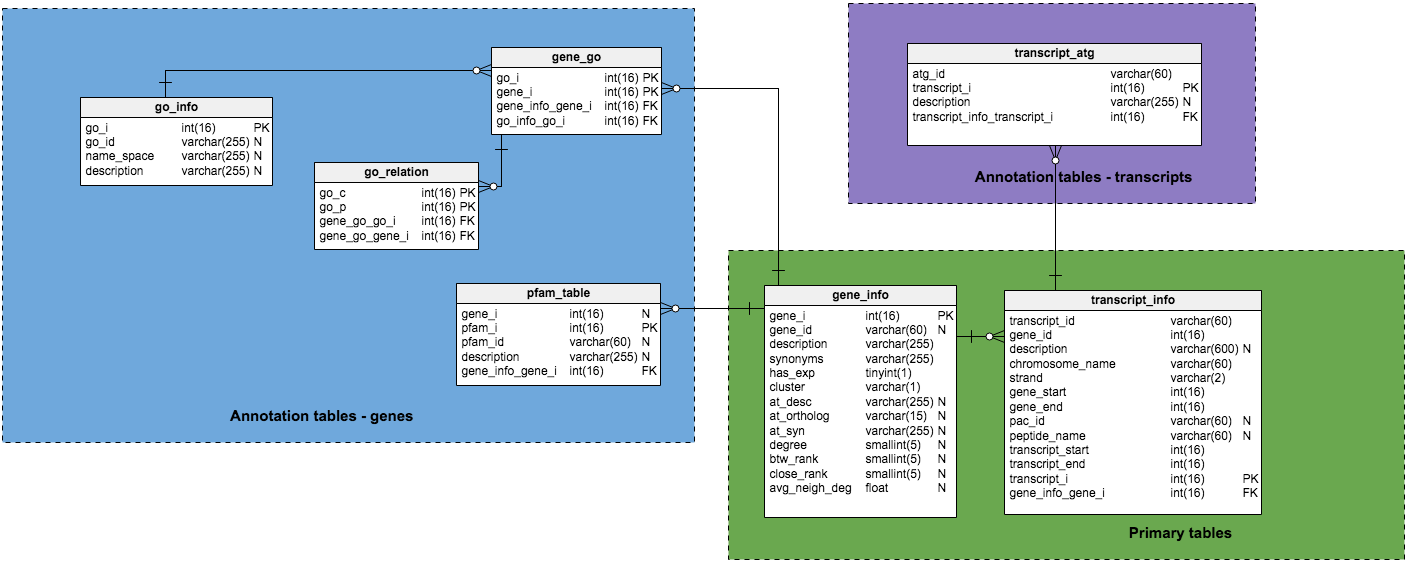 gene_go
go_i int(16) PK
gene_i int(16) PK
gene_info_gene_i int(16) FK
go_info_go_i int(16) FK
go_info
go_i int(16) PK
go_id varchar(255) N
name_space varchar(255) N
description varchar(255) N
go_relation
go_c int(16) PK
go_p int(16) PK
gene_go_go_i int(16) FK
gene_go_gene_i int(16) FK
pfam_table
gene_i int(16) N
pfam_i int(16) PK
pfam_id varchar(60) N
description varchar(255) N
gene_info_gene_i int(16) FK
Annotation tables - genes
transcript_atg
atg_id varchar(60)
transcript_i int(16) PK
description varchar(255) N
transcript_info_transcript_i int(16) FK
Annotation tables - transcripts
gene_info
gene_i int(16) PK
gene_id varchar(60) N
description varchar(255)
synonyms varchar(255)
has_exp tinyint(1)
cluster varchar(1)
at_desc varchar(255) N
at_ortholog varchar(15) N
at_syn varchar(255) N
degree smallint(5) N
btw_rank smallint(5) N
close_rank smallint(5) N
avg_neigh_deg float N
transcript_info
transcript_id varchar(60)
gene_id int(16)
description varchar(600) N
chromosome_name varchar(60)
strand varchar(2)
gene_start int(16)
gene_end int(16)
pac_id varchar(60) N
peptide_name varchar(60) N
transcript_start int(16)
transcript_end int(16)
transcript_i int(16) PK
gene_info_gene_i int(16) FK
Primary tables